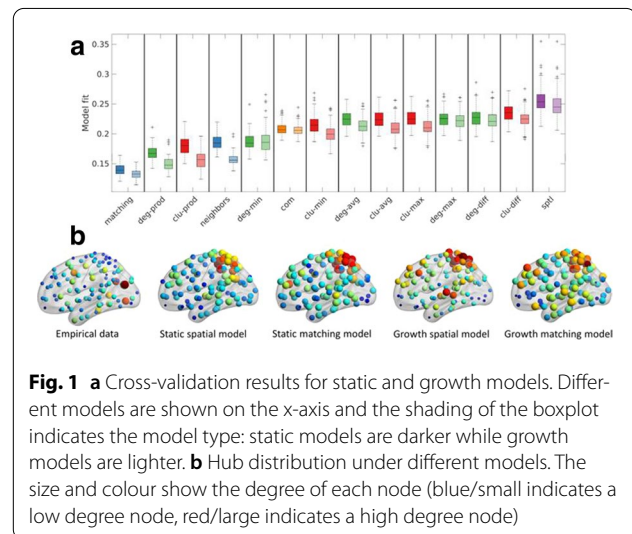 a
0.35
0.3
0.25
0.2
0.15
Model fit
matching
deg-prod
clu-prod
neighbors
deg-min
com
clu-min
deg-avg
clu-avg
clu-max
deg-max
deg-diff
clu-diff
sptl
b
Empirical data
Static spatial model
Static matching model
Growth spatial model
Growth matching model
Fig. 1 a Cross-validation results for static and growth models. Differ-
ent models are shown on the x-axis and the shading of the boxplot
indicates the model type: static models are darker while growth
models are lighter. b Hub distribution under different models. The
size and colour show the degree of each node (blue/small indicates a
low degree node, red/large indicates a high degree node)